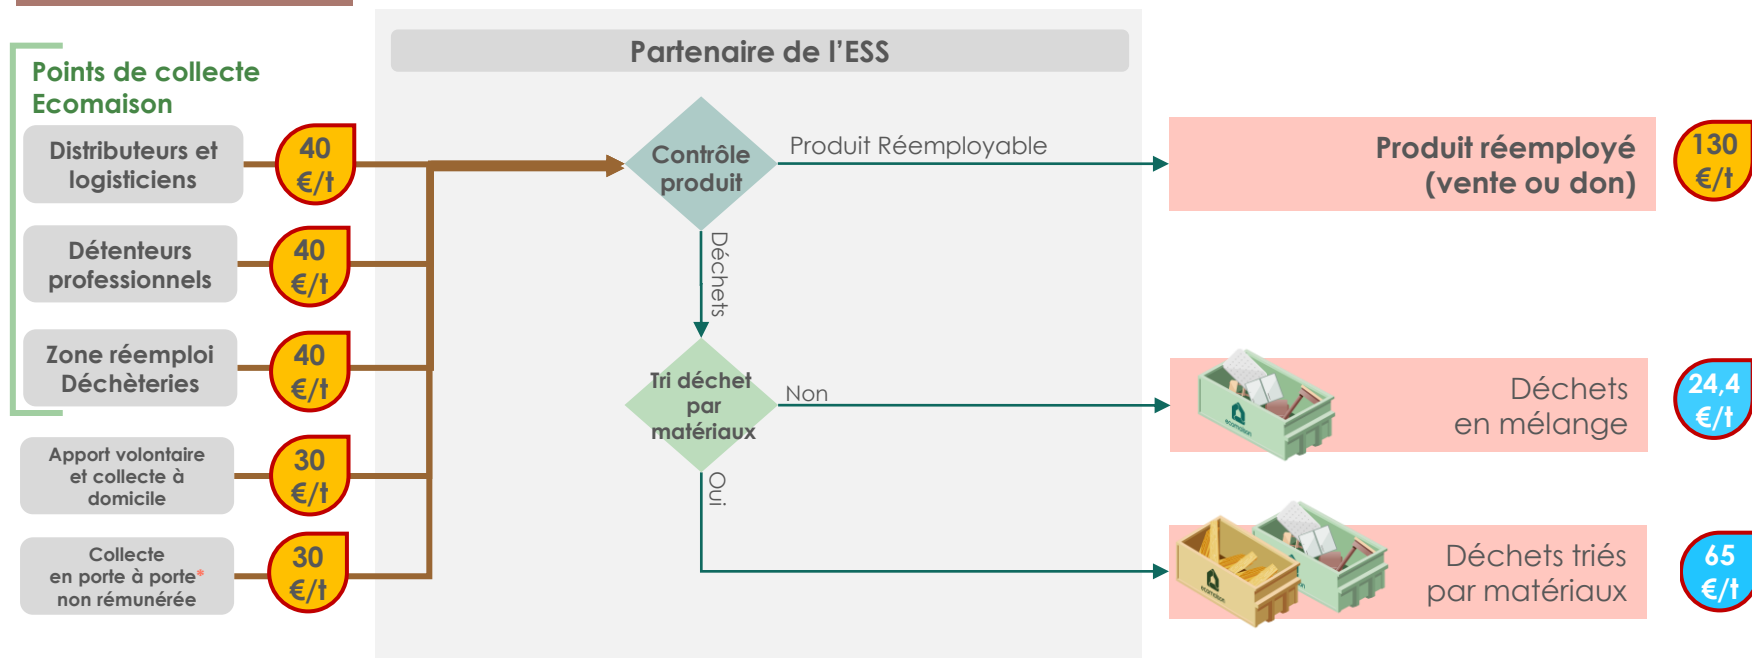 Partenaire de l’ESS
Points de collecte
Ecomaison
Distributeurs et
logisticiens
40
€/t
Détenteurs
professionnels
40
€/t
Zone réemploi
Déchèteries
40
€/t
Apport volontaire
et collecte à
domicile
30
€/t
Collecte
en porte à porte*
non rémunérée
30
€/t
Contrôle
produit
Produit Réemployable
Produit réemployé
(vente ou don)
130
€/t
Déchets
Tri déchet
par
matériaux
Non
ecomaison
Déchets
en mélange
24,4
€/t
Oui
ecomaison
Déchets triés
par matériaux
65
€/t